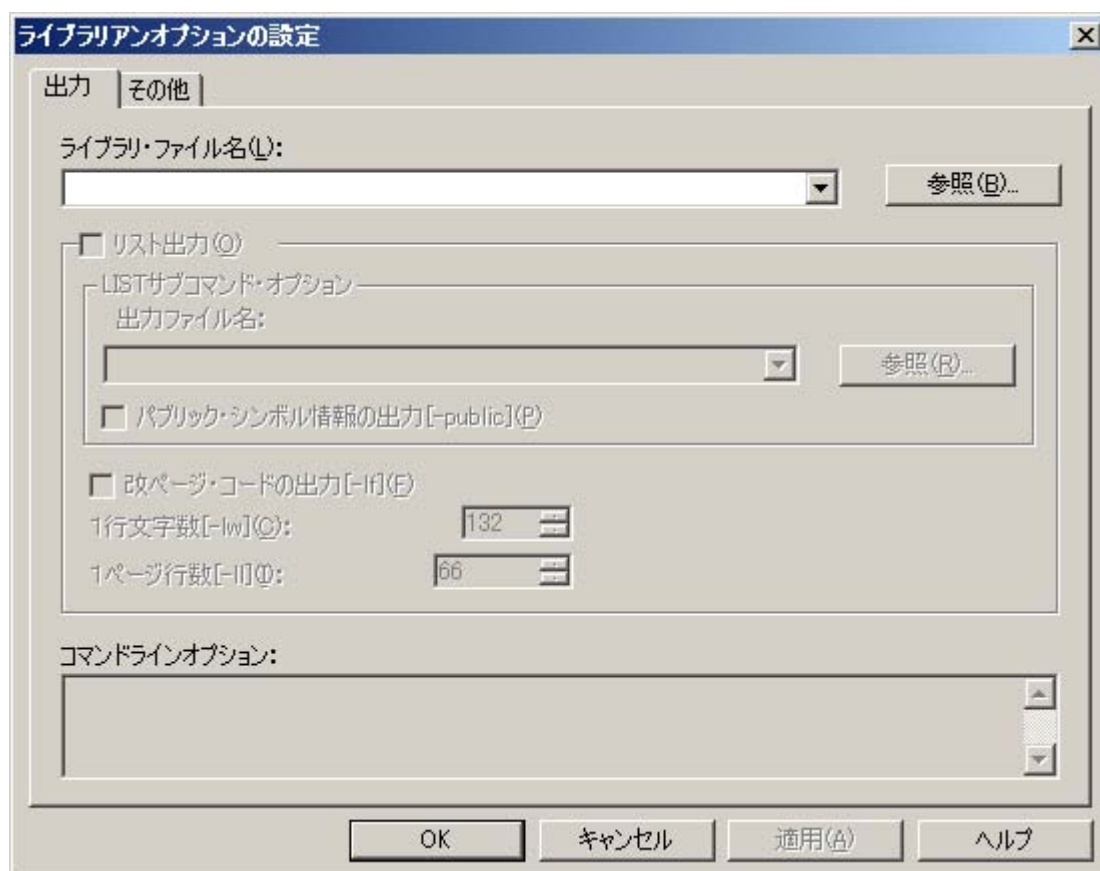 ライブラリアンオプションの設定
出力 その他
ライブラリ・ファイル名(L):
参照(B)...
リスト出力(O)
LISTサブコマンド・オプション
出力ファイル名:
参照(R)...
パブリック・シンボル情報の出力[-public](P)
改ページ・コードの出力[-lf](F)
1行文字数[-lw](C): 132
1ページ行数[-ll](I): 66
コマンドラインオプション:
OK キャンセル 適用(A) ヘルプ